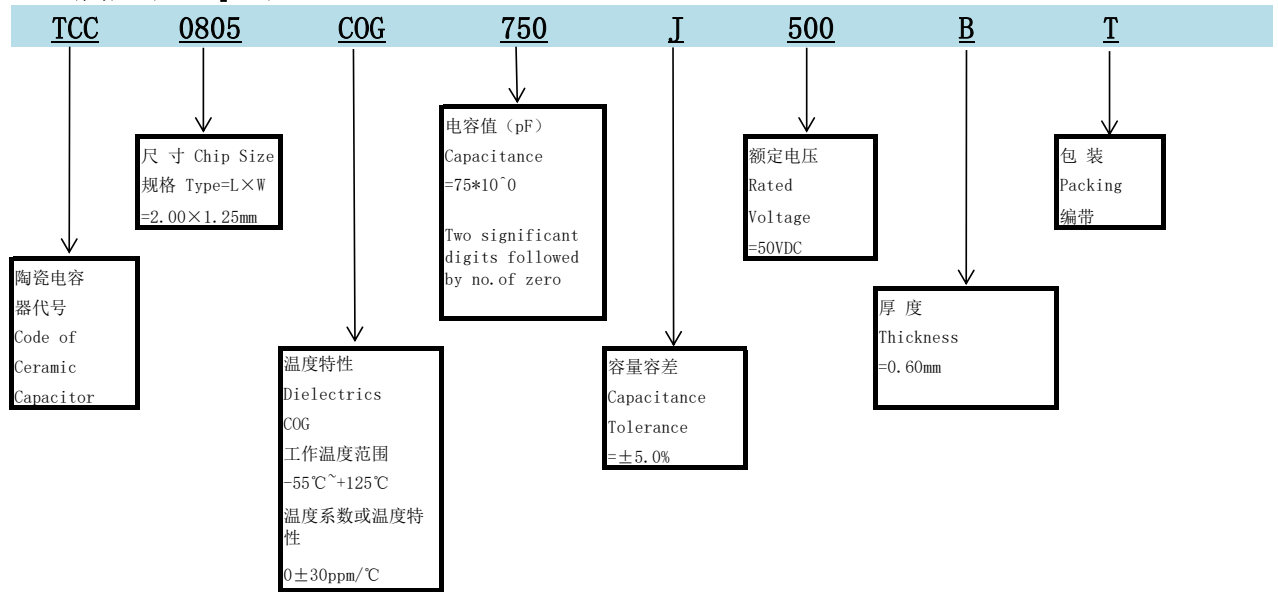 TCC 0805 COG 750 J 500 B T
陶瓷电容
器代号
Code of
Ceramic
Capacitor
尺 寸 Chip Size
规格 Type=L×W
=2.00×1.25mm
温度特性
Dielectrics
COG
工作温度范围
-55℃~+125℃
温度系数或温度特
性
0±30ppm/℃
电容值（pF）
Capacitance
=75*10^0
Two significant
digits followed
by no.of zero
容量容差
Capacitance
Tolerance
=±5.0%
额定电压
Rated
Voltage
=50VDC
厚 度
Thickness
=0.60mm
包 装
Packing
编带